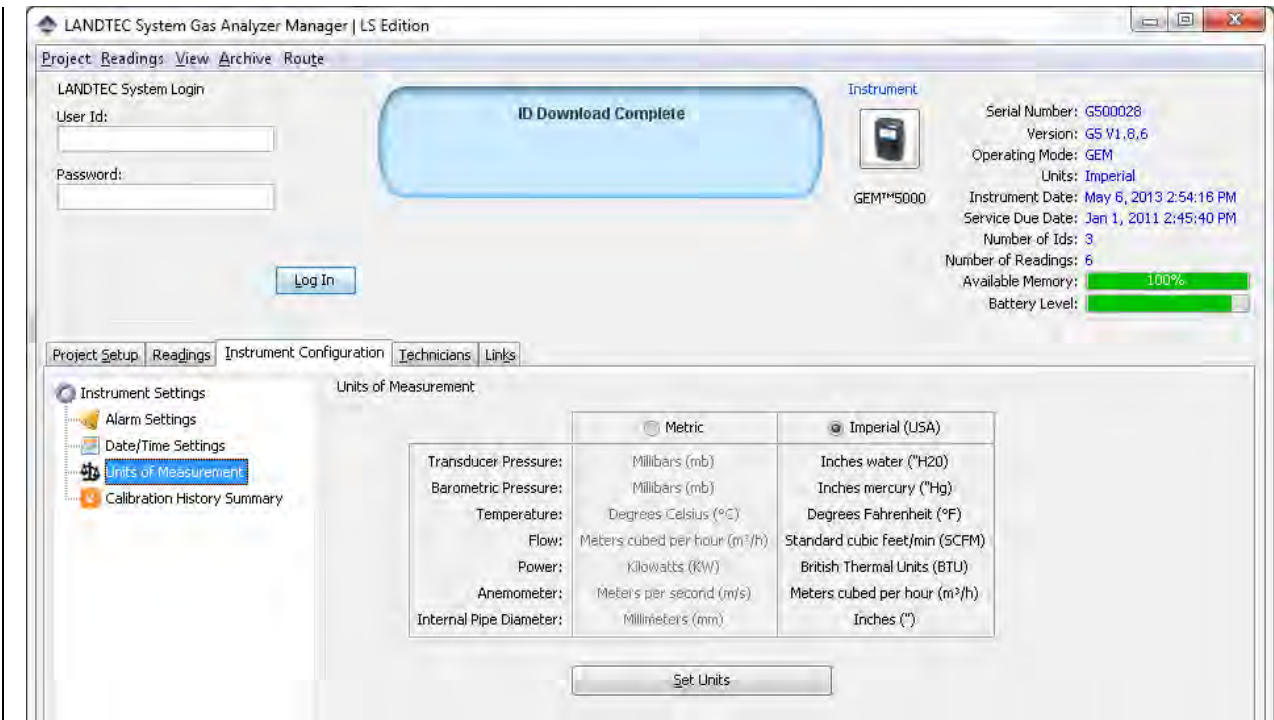 LANDTEC System Gas Analyzer Manager | LS Edition
Project Readings View Archive Route
LANDTEC System Login
User Id:
Password:
Log In
ID Download Complete
Instrument
GEM™5000
Serial Number: G500028
Version: G5 V1.8.6
Operating Mode: GEM
Units: Imperial
Instrument Date: May 6, 2013 2:54:16 PM
Service Due Date: Jan 1, 2011 2:45:40 PM
Number of Ids: 3
Number of Readings: 6
Available Memory: 100%
Battery Level:
Project Setup Readings Instrument Configuration Technicians Links
Instrument Settings
Alarm Settings
Date/Time Settings
Units of Measurement
Calibration History Summary
Units of Measurement
Metric Imperial (USA)
Transducer Pressure: Millibars (mb) Inches water ("H20)
Barometric Pressure: Millibars (mb) Inches mercury ("Hg)
Temperature: Degrees Celsius (°C) Degrees Fahrenheit (°F)
Flow: Meters cubed per hour (m³/h) Standard cubic feet/min (SCFM)
Power: Kilowatts (KW) British Thermal Units (BTU)
Anemometer: Meters per second (m/s) Meters cubed per hour (m³/h)
Internal Pipe Diameter: Millimeters (mm) Inches (")
Set Units